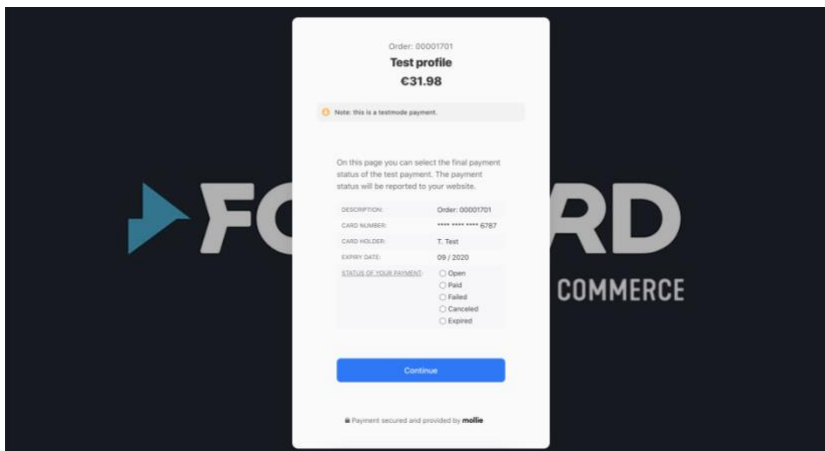 Order: 00001701
Test profile
€31.98
Note: this is a testmode payment.
On this page you can select the final payment
status of the test payment. The payment
status will be reported to your website.
DESCRIPTION: Order: 00001701
CARD NUMBER: **** **** **** 6787
CARD HOLDER: T. Test
EXPIRY DATE: 09 / 2020
STATUS OF YOUR PAYMENT: Open
Paid
Failed
Canceled
Expired
Continue
Payment secured and provided by mollie
RD
COMMERCE